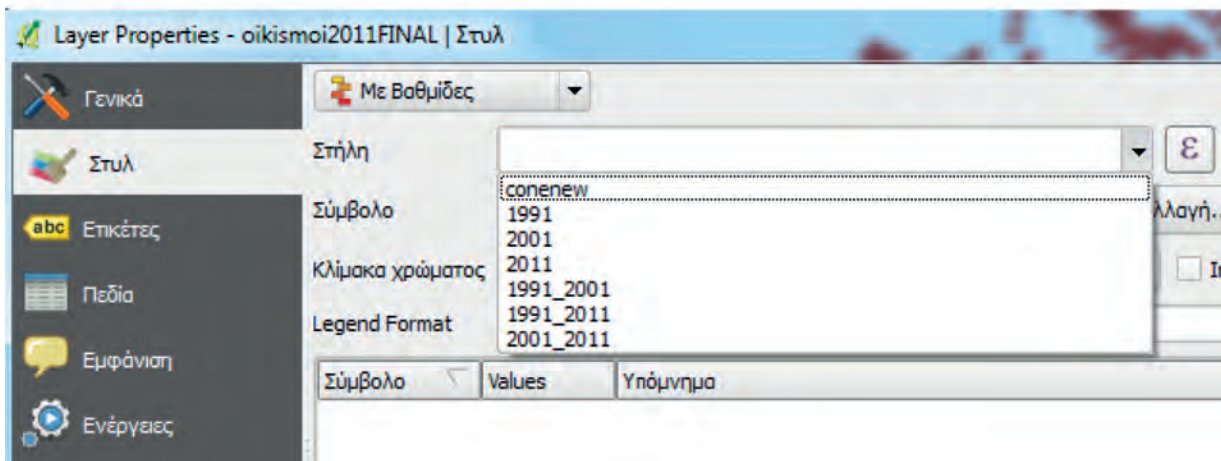 Layer Properties - oikismoi2011FINAL | Στυλ
Γενικά
Στυλ
abc Ετικέτες
Πεδία
Εμφάνιση
Ενέργειες
Με Βαθμίδες
Στήλη
ε
conenew
1991
2001
2011
1991_2001
1991_2011
2001_2011
Σύμβολο
λλαγή..
Κλίμακα χρώματος
Legend Format
Σύμβολο Values Υπόμνημα